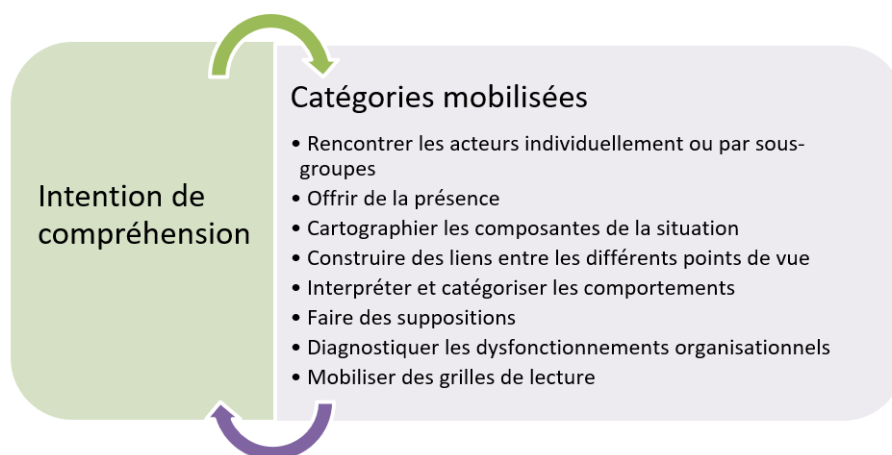 Intention de
compréhension
Catégories mobilisées
• Rencontrer les acteurs individuellement ou par sous-
groupes
• Offrir de la présence
• Cartographier les composantes de la situation
• Construire des liens entre les différents points de vue
• Interpréter et catégoriser les comportements
• Faire des suppositions
• Diagnostiquer les dysfonctionnements organisationnels
• Mobiliser des grilles de lecture